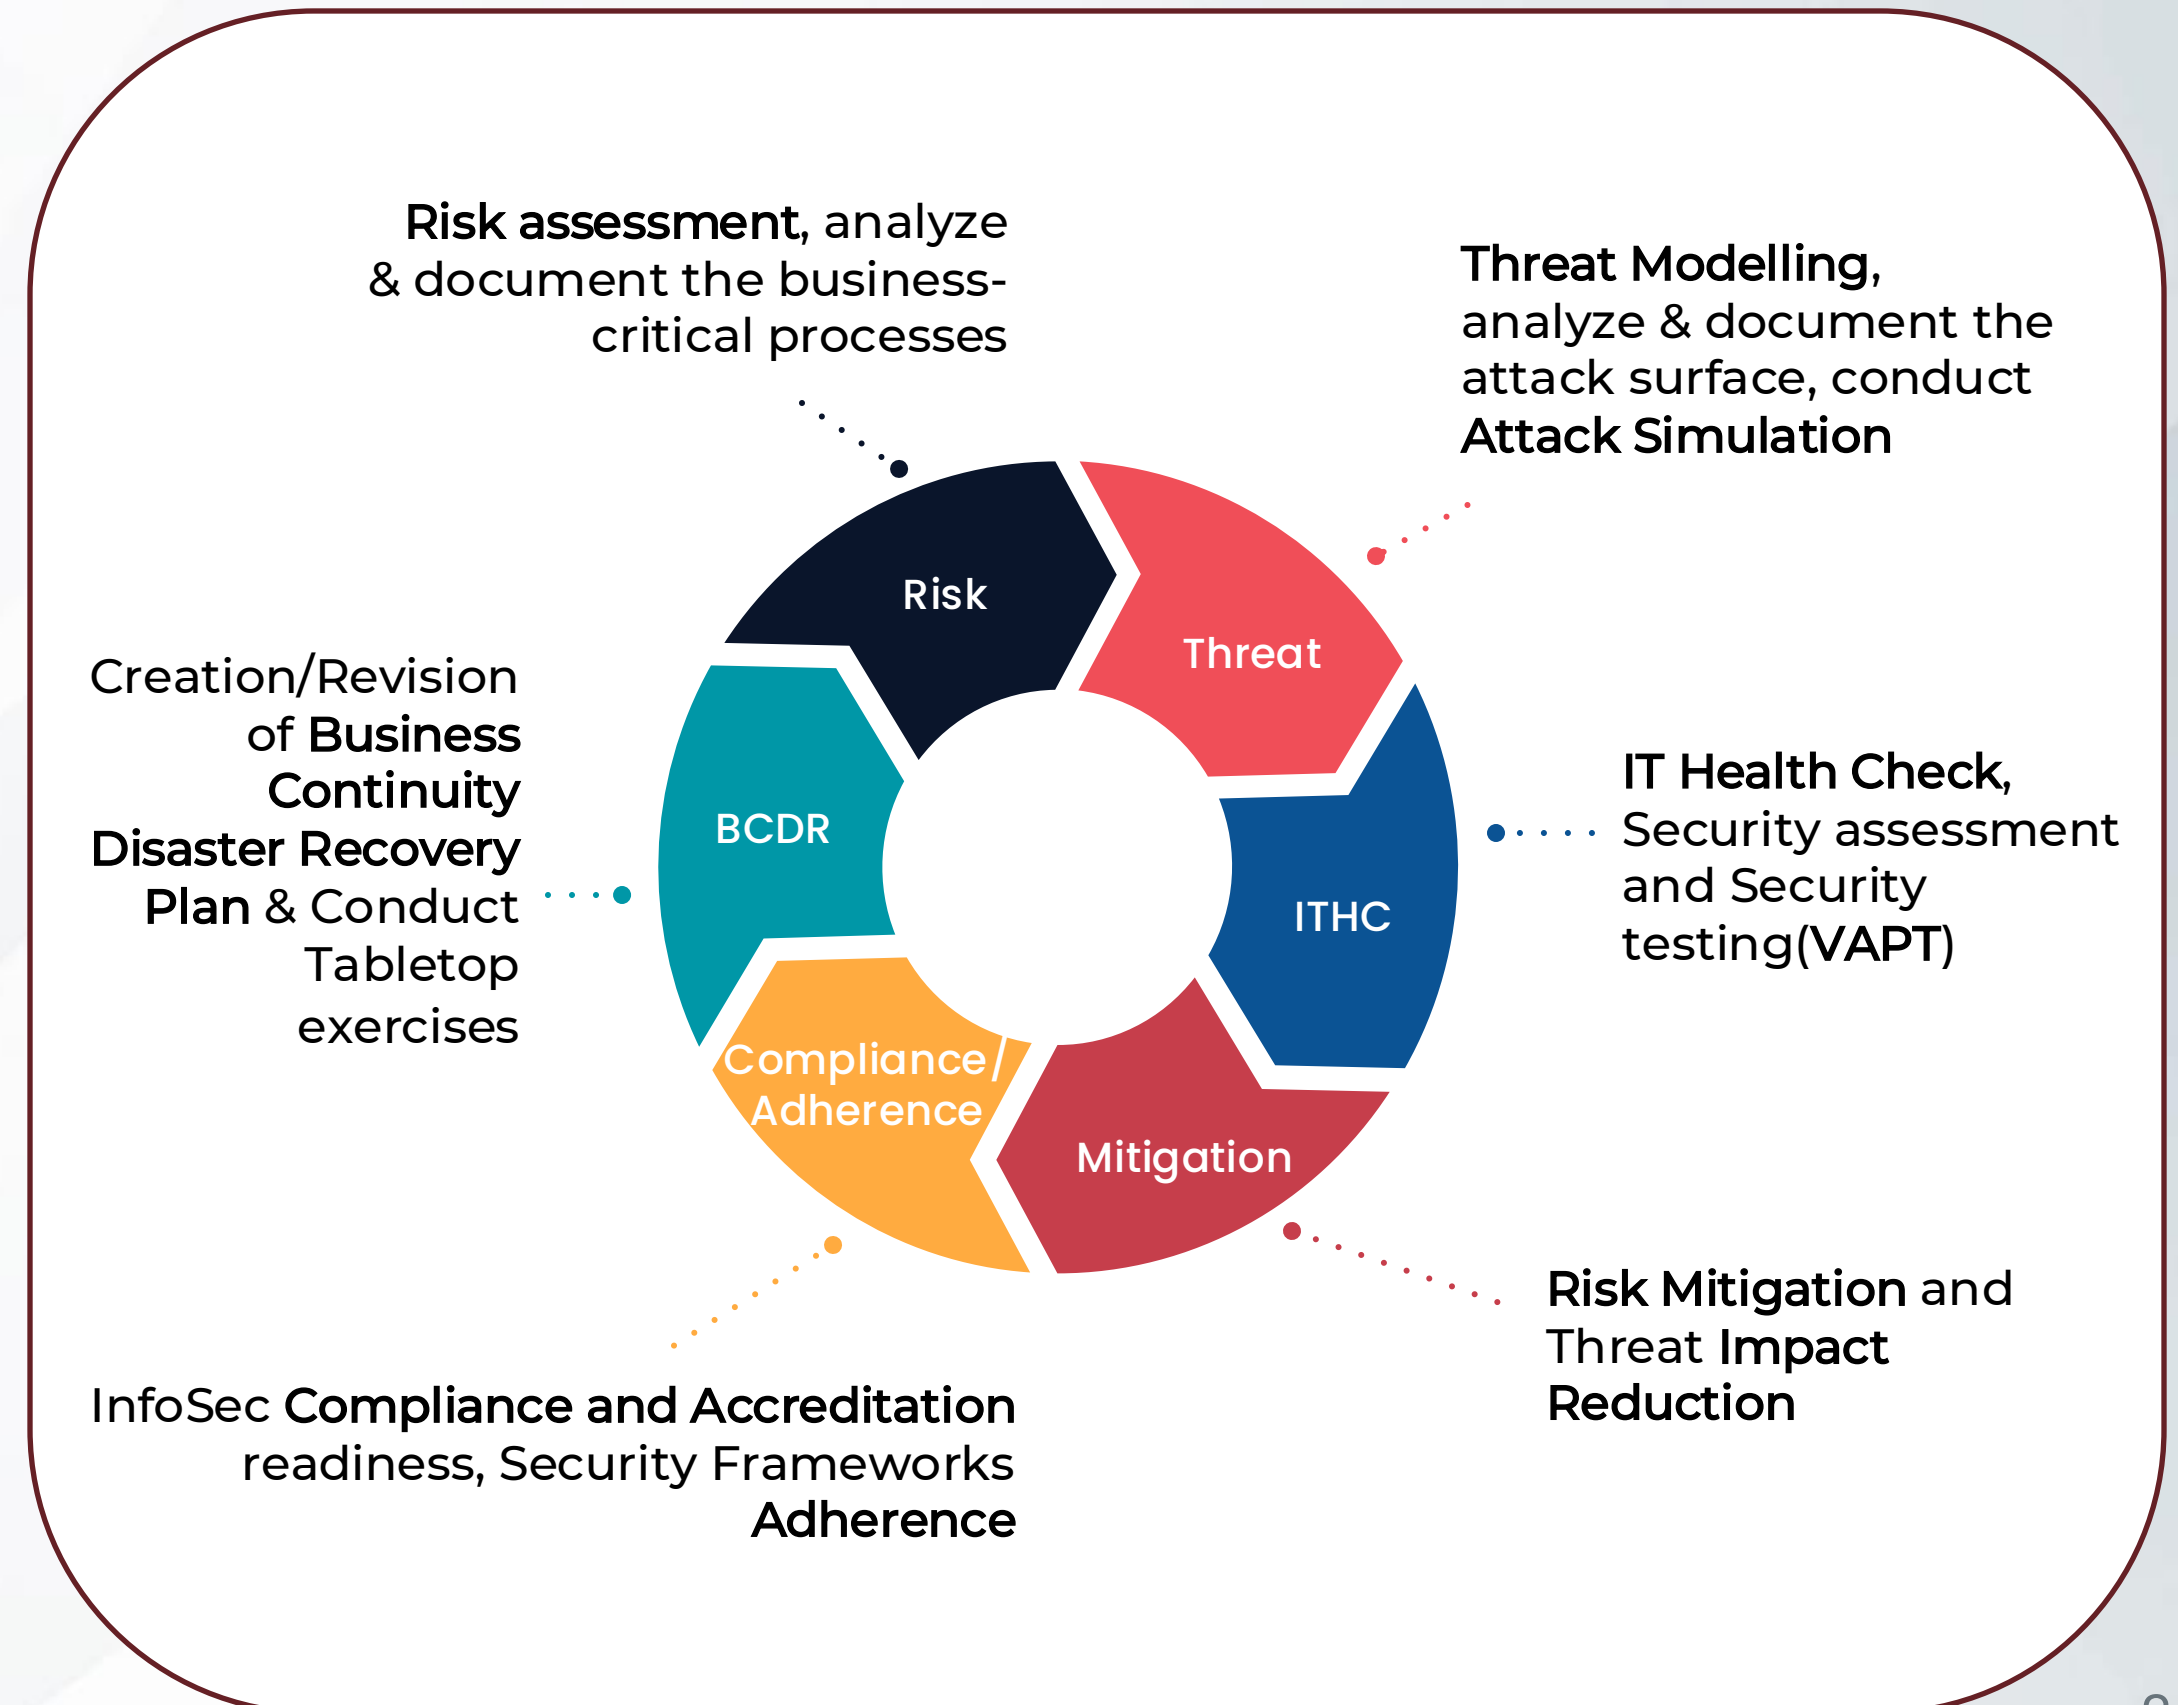 Risk assessment, analyze
& document the business-
critical processes
Threat Modelling,
analyze & document the
attack surface, conduct
Attack Simulation
Risk
Threat
Creation/Revision
of Business
Continuity
Disaster Recovery
Plan & Conduct
Tabletop
exercises
BCDR
ITHC
IT Health Check,
Security assessment
and Security
testing(VAPT)
Compliance/
Adherence
Mitigation
Risk Mitigation and
Threat Impact
Reduction
InfoSec Compliance and Accreditation
readiness, Security Frameworks
Adherence